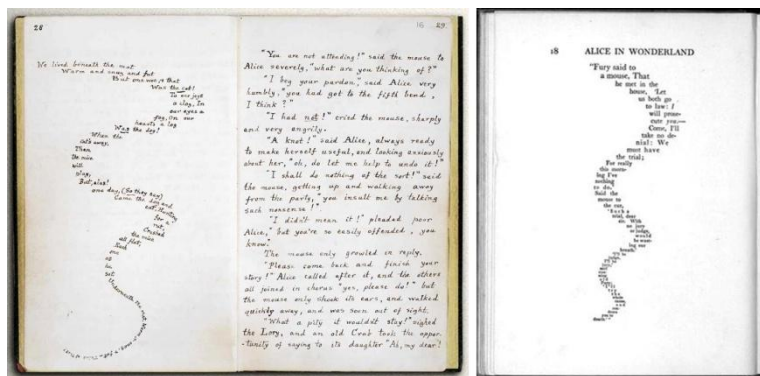 28
We lived beneath the mat
Warm and snug and fat
But one woe, & that
Was the cat!
To our joys
a clog, In
our eyes a
fog, On our
hearts a log
Was the dog!
When the
cat's away,
Then
The mice
will
play,
But, alas!
one day, (So they say)
Came the dog and
cat, Hunting
for a
rat,
Crushed
the mice
all flat,
Each
one
as
he
sat
Underneath the mat, Warm, & snug, & fat. Think of that!
29.
"You are not attending!" said the mouse to
Alice severely, "what are you thinking of?"
"I beg your pardon," said Alice very
humbly, "you had got to the fifth bend,
I think?"
"I had not!" cried the mouse, sharply
and very angrily.
"A knot!" said Alice, always ready
to make herself useful, and looking anxiously
about her, "oh, do let me help to undo it!"
"I shall do nothing of the sort!" said
the mouse, getting up and walking away
from the party, "you insult me by talking
such nonsense!"
"I didn't mean it!" pleaded poor
Alice, "but you're so easily offended, you
know."
The mouse only growled in reply.
"Please come back and finish your
story!" Alice called after it, and the others
all joined in chorus "yes, please do!" but
the mouse only shook its ears, and walked
quickly away, and was soon out of sight.
"What a pity it wouldn't stay!" sighed
the Lory, and an old Crab took the oppor-
-tunity of saying to its daughter "Ah, my dear!
18 ALICE IN WONDERLAND
"Fury said to
a mouse, That
he met in the
house, 'Let
us both go
to law: I
will prose-
cute you.—
Come, I'll
take no de-
nial: We
must have
the trial;
For really
this morn-
ing I've
nothing
to do.'
Said the
mouse to
the cur,
'Such a
trial, dear
sir, With
no jury
or judge,
would
be wast-
ing our
breath.'